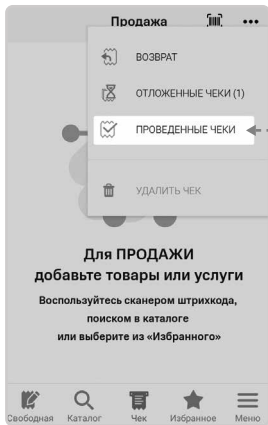 Продажа
ВОЗВРАТ
ОТЛОЖЕННЫЕ ЧЕКИ (1)
ПРОВЕДЕННЫЕ ЧЕКИ
УДАЛИТЬ ЧЕК
Для ПРОДАЖИ
добавьте товары или услуги
Воспользуйтесь сканером штрихкода,
поиском в каталоге
или выберите из «Избранного»
Свободная Каталог Чек Избранное Меню